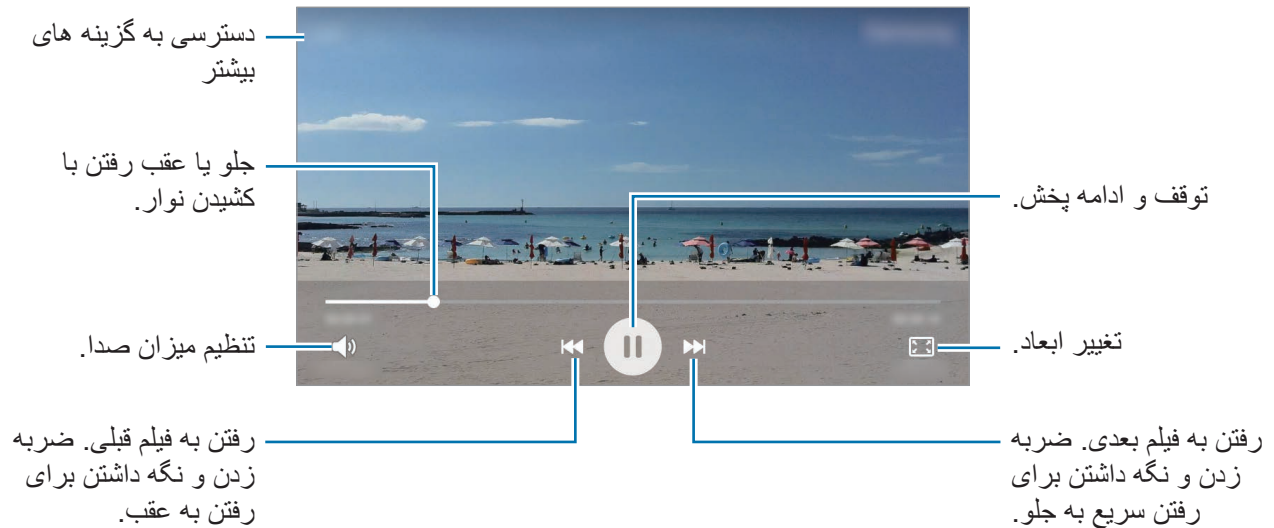 دسترسی به گزینه های
بیشتر
جلو یا عقب رفتن با
کشیدن نوار.
توقف و ادامه پخش.
تنظیم میزان صدا.
تغییر ابعاد.
رفتن به فیلم قبلی. ضربه
زدن و نگه داشتن برای
رفتن به عقب.
رفتن به فیلم بعدی. ضربه
زدن و نگه داشتن برای
رفتن سریع به جلو.